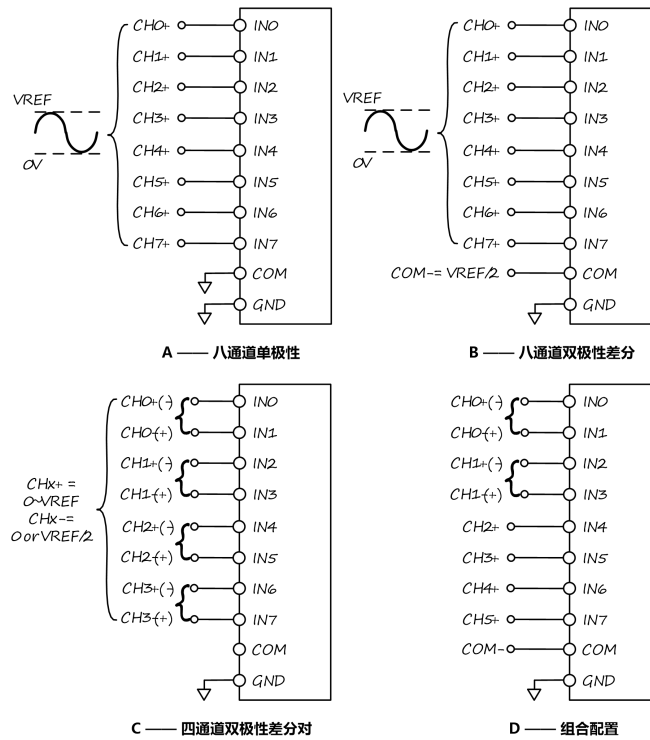 CH0+ IN0
CH1+ IN1
CH2+ IN2
VREF
CH3+ IN3
0V
CH4+ IN4
CH5+ IN5
CH6+ IN6
CH7+ IN7
COM
GND
A —— 八通道单极性
CH0+ IN0
CH1+ IN1
CH2+ IN2
VREF
CH3+ IN3
0V
CH4+ IN4
CH5+ IN5
CH6+ IN6
CH7+ IN7
COM-= VREF/2 COM
GND
B —— 八通道双极性差分
CH0+(-) IN0
CH0-(+) IN1
CH1+(-) IN2
CH1-(+) IN3
CHx+ =
0~VREF
CHx-=
0orVREF/2
CH2+(-) IN4
CH2-(+) IN5
CH3+(-) IN6
CH3-(+) IN7
COM
GND
C —— 四通道双极性差分对
CH0+(-) IN0
CH0-(+) IN1
CH1+(-) IN2
CH1-(+) IN3
CH2+ IN4
CH3+ IN5
CH4+ IN6
CH5+ IN7
COM- COM
GND
D —— 组合配置